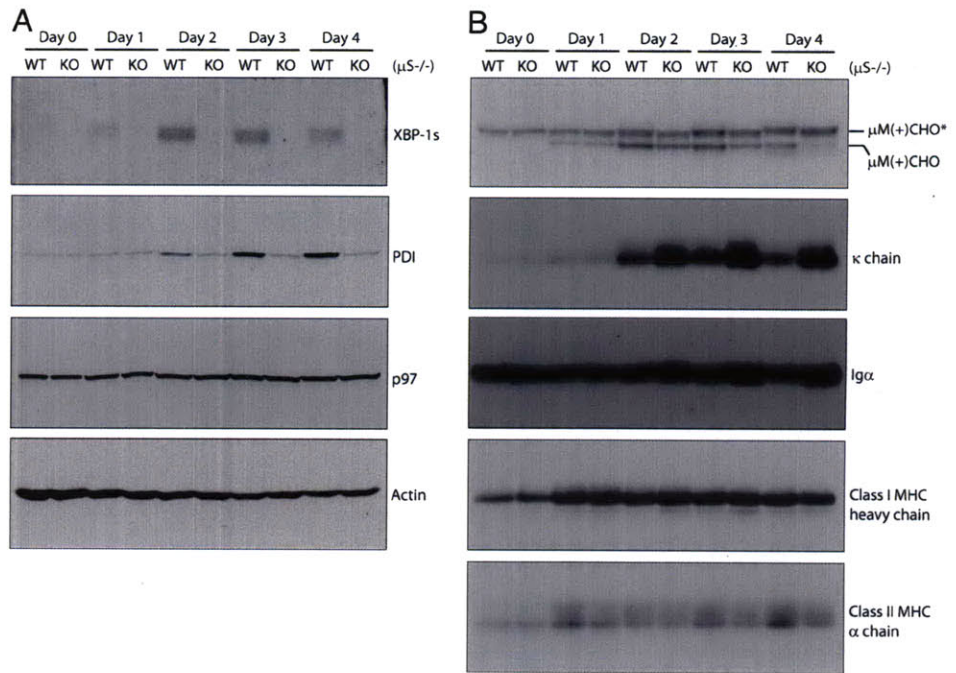 A
Day 0 Day 1 Day 2 Day 3 Day 4
WT KO WT KO WT KO WT KO WT KO (μS-/-)
XBP-1s
PDI
p97
Actin
B
Day 0 Day 1 Day 2 Day 3 Day 4
WT KO WT KO WT KO WT KO WT KO (μS-/-)
μM(+)CHO*
μM(+)CHO
κ chain
Igα
Class I MHC
heavy chain
Class II MHC
α chain